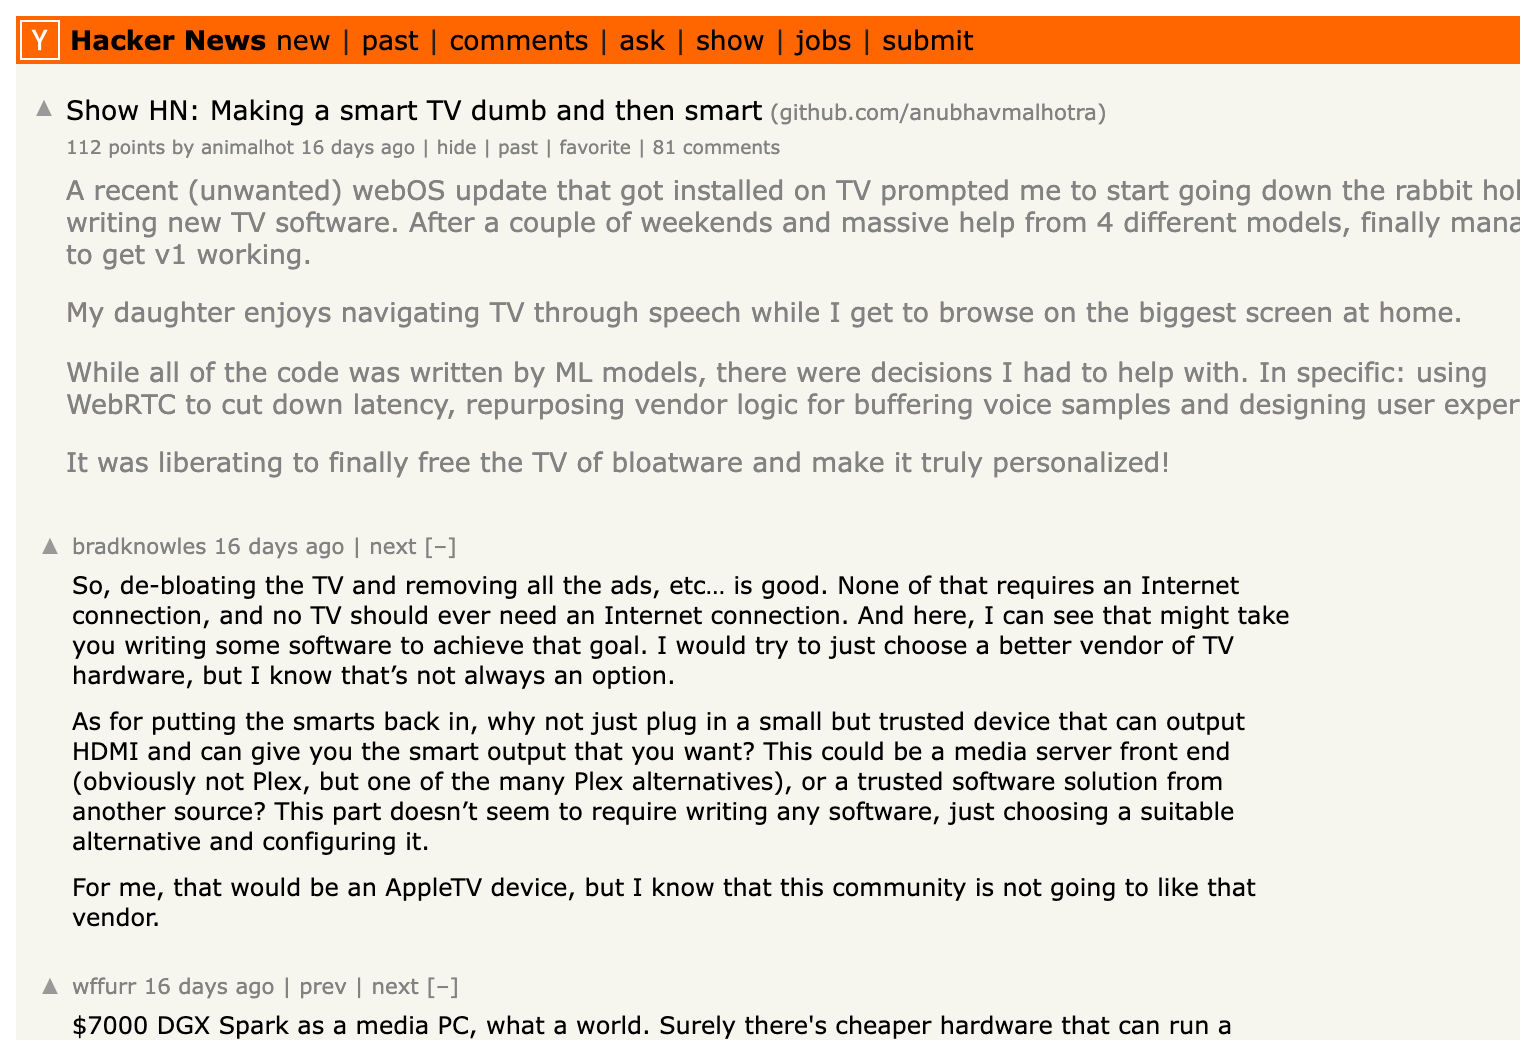 Y Hacker News new | past | comments | ask | show | jobs | submit
▲ Show HN: Making a smart TV dumb and then smart (github.com/anubhavmalhotra)
112 points by animalhot 16 days ago | hide | past | favorite | 81 comments
A recent (unwanted) webOS update that got installed on TV prompted me to start going down the rabbit
writing new TV software. After a couple of weekends and massive help from 4 different models, finally
to get v1 working.
My daughter enjoys navigating TV through speech while I get to browse on the biggest screen at home.
While all of the code was written by ML models, there were decisions I had to help with. In specific: using
WebRTC to cut down latency, repurposing vendor logic for buffering voice samples and designing user
It was liberating to finally free the TV of bloatware and make it truly personalized!
▲ bradknowles 16 days ago | next [–]
So, de-bloating the TV and removing all the ads, etc… is good. None of that requires an Internet
connection, and no TV should ever need an Internet connection. And here, I can see that might take
you writing some software to achieve that goal. I would try to just choose a better vendor of TV
hardware, but I know that’s not always an option.
As for putting the smarts back in, why not just plug in a small but trusted device that can output
HDMI and can give you the smart output that you want? This could be a media server front end
(obviously not Plex, but one of the many Plex alternatives), or a trusted software solution from
another source? This part doesn’t seem to require writing any software, just choosing a suitable
alternative and configuring it.
For me, that would be an AppleTV device, but I know that this community is not going to like that
vendor.
▲ wffurr 16 days ago | prev | next [–]
$7000 DGX Spark as a media PC, what a world. Surely there's cheaper hardware that can run a